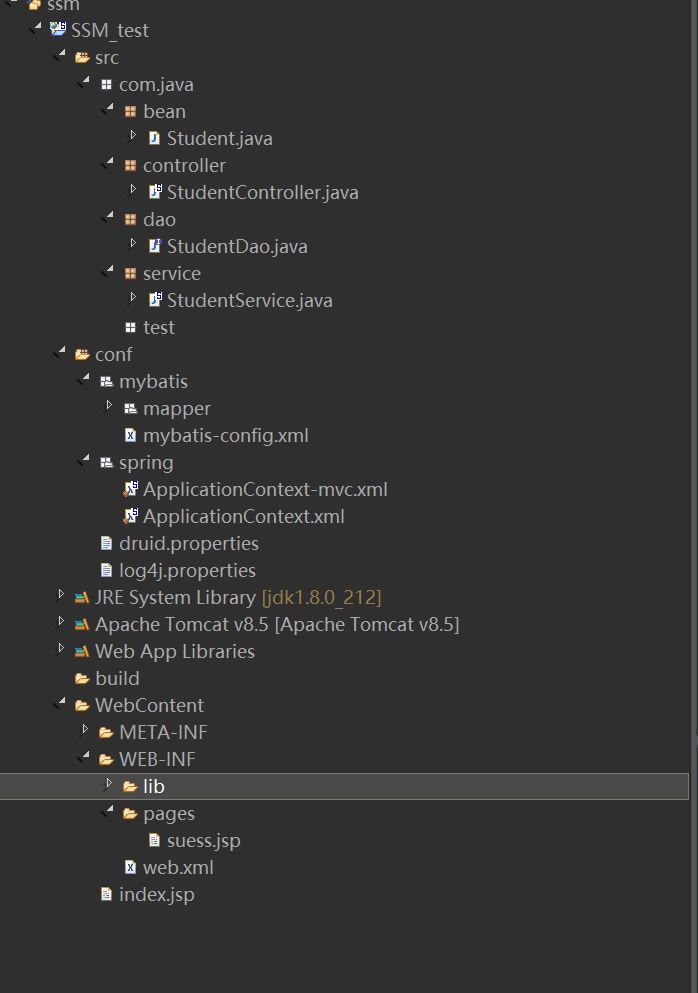 ssm
SSM_test
src
com.java
bean
Student.java
controller
StudentController.java
dao
StudentDao.java
service
StudentService.java
test
conf
mybatis
mapper
mybatis-config.xml
spring
ApplicationContext-mvc.xml
ApplicationContext.xml
druid.properties
log4j.properties
JRE System Library [jdk1.8.0_212]
Apache Tomcat v8.5 [Apache Tomcat v8.5]
Web App Libraries
build
WebContent
META-INF
WEB-INF
lib
pages
suess.jsp
web.xml
index.jsp